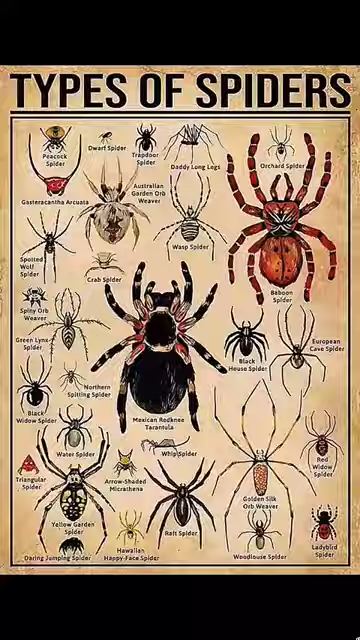 TYPES OF SPIDERS
Peacock
Spider
Dwarf Spider
Trapdoor
Spider
Daddy Long Legs
Orchard Spider
Gasteracantha Arcuata
Australian
Garden Orb
Weaver
Wasp Spider
Spotted
Wolf
Spider
Crab Spider
Baboon
Spider
Spiny Orb
Weaver
Green Lynx
Spider
Black
House Spider
European
Cave Spider
Northern
Spitting Spider
Black
Widow Spider
Mexican Redknee
Tarantula
Water Spider
Whip Spider
Red
Widow
Spider
Triangular
Spider
Arrow-Shaded
Micrathena
Golden Silk
Orb Weaver
Yellow Garden
Spider
Raft Spider
Daring Jumping Spider
Hawaiian
Happy-Face Spider
Woodlouse Spider
Ladybird
Spider